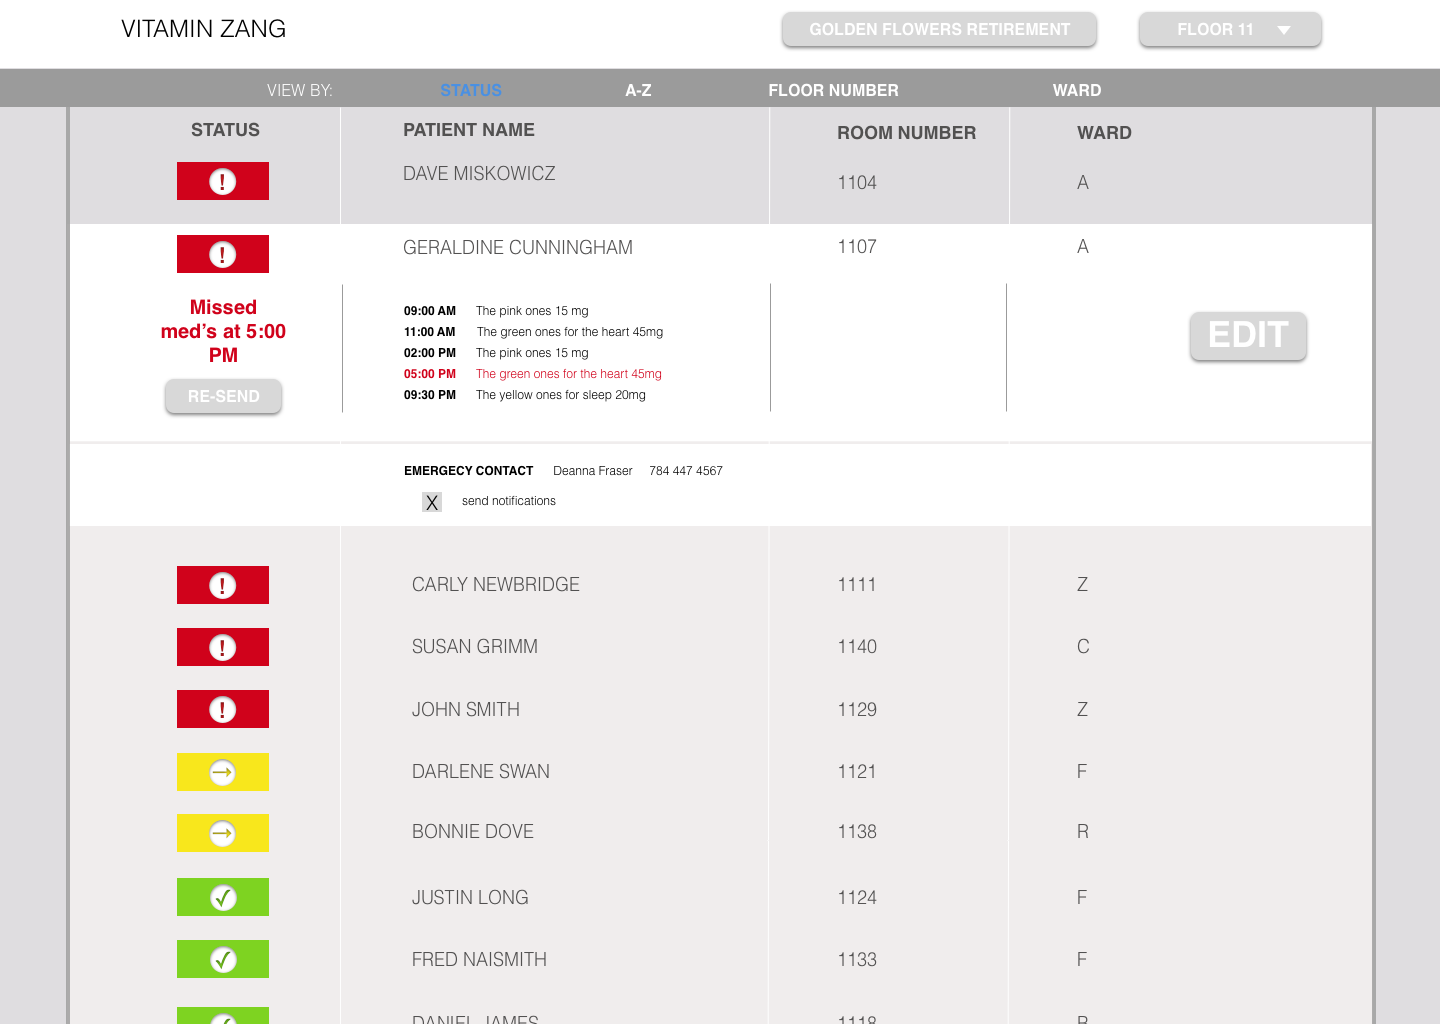 VITAMIN ZANG
GOLDEN FLOWERS RETIREMENT
FLOOR 11
VIEW BY: STATUS A-Z FLOOR NUMBER WARD
STATUS PATIENT NAME ROOM NUMBER WARD
! DAVE MISKOWICZ 1104 A
! GERALDINE CUNNINGHAM 1107 A
Missed
med's at 5:00
PM
RE-SEND
09:00 AM The pink ones 15 mg
11:00 AM The green ones for the heart 45mg
02:00 PM The pink ones 15 mg
05:00 PM The green ones for the heart 45mg
09:30 PM The yellow ones for sleep 20mg
EDIT
EMERGECY CONTACT Deanna Fraser 784 447 4567
X send notifications
! CARLY NEWBRIDGE 1111 Z
! SUSAN GRIMM 1140 C
! JOHN SMITH 1129 Z
→ DARLENE SWAN 1121 F
→ BONNIE DOVE 1138 R
✓ JUSTIN LONG 1124 F
✓ FRED NAISMITH 1133 F
✓ DANIEL JAMES 1118